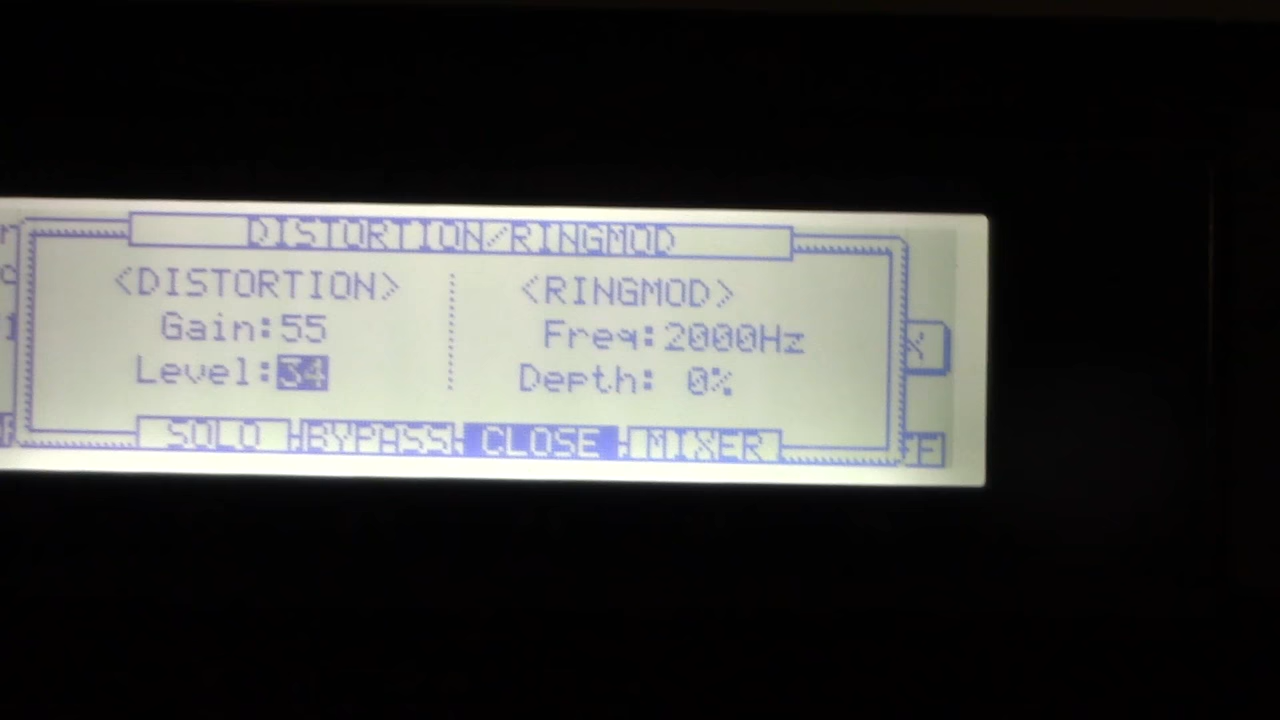 DISTORTION/RINGMOD
<DISTORTION> <RINGMOD>
Gain:55 Freq:2000Hz
Level:34 Depth: 0%
SOLO BYPASS CLOSE MIXER